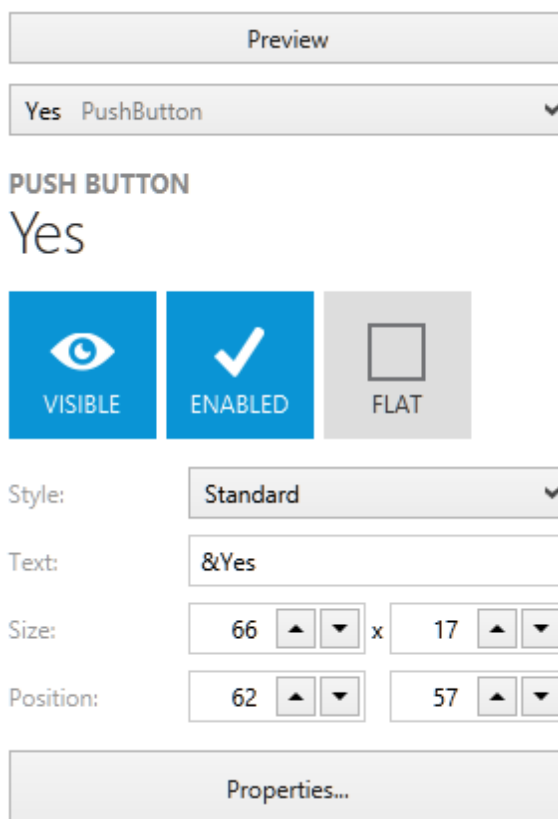 Preview
Yes PushButton
PUSH BUTTON
Yes
VISIBLE ENABLED FLAT
Style: Standard
Text: &Yes
Size: 66 x 17
Position: 62 57
Properties...